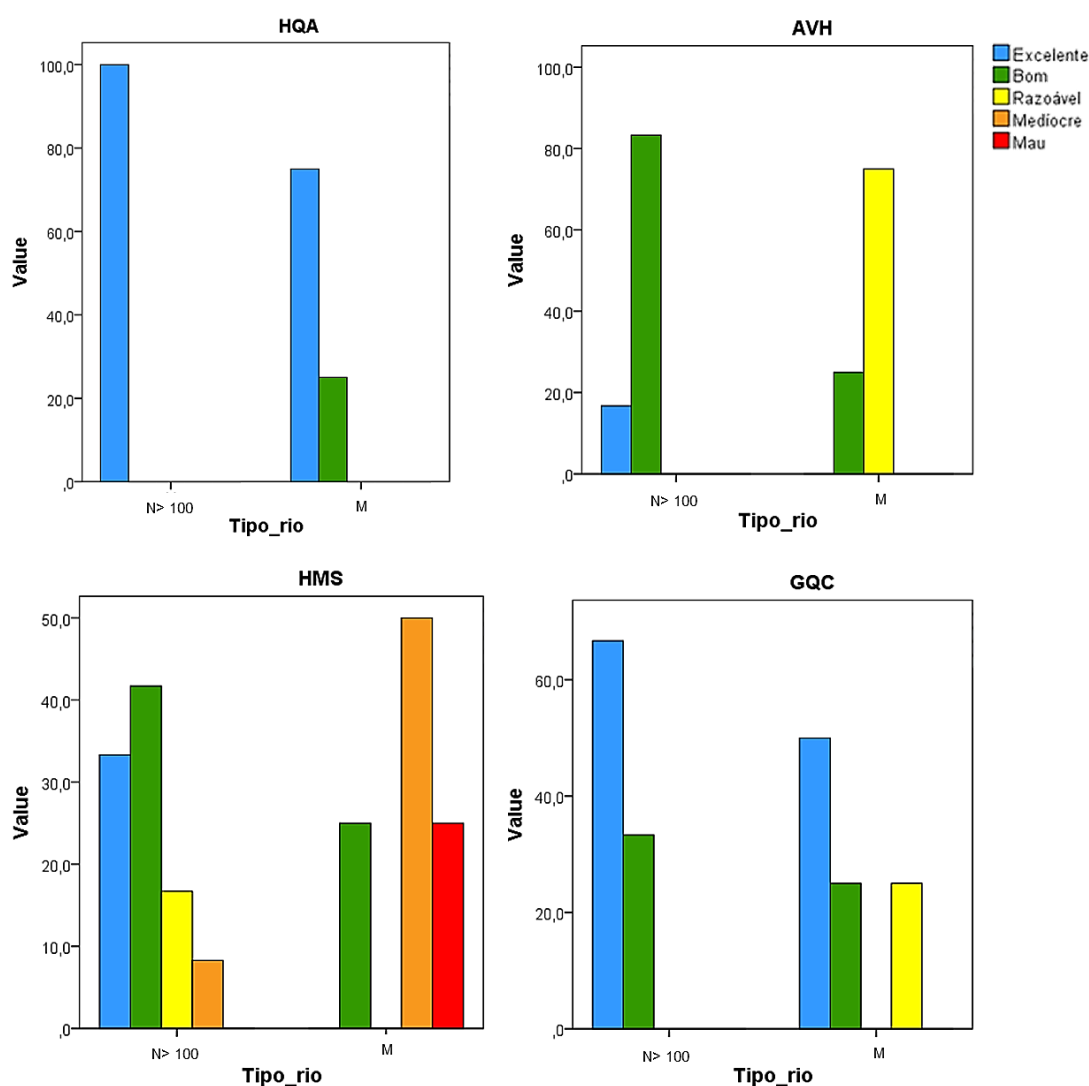 HQA
100,0
80,0
60,0
40,0
20,0
,0
Value
N> 100
M
Tipo_rio
AVH
100,0
80,0
60,0
40,0
20,0
,0
Value
N> 100
M
Tipo_rio
Excelente
Bom
Razoável
Medíocre
Mau
HMS
50,0
40,0
30,0
20,0
10,0
,0
Value
N> 100
M
Tipo_rio
GQC
60,0
40,0
20,0
,0
Value
N> 100
M
Tipo_rio